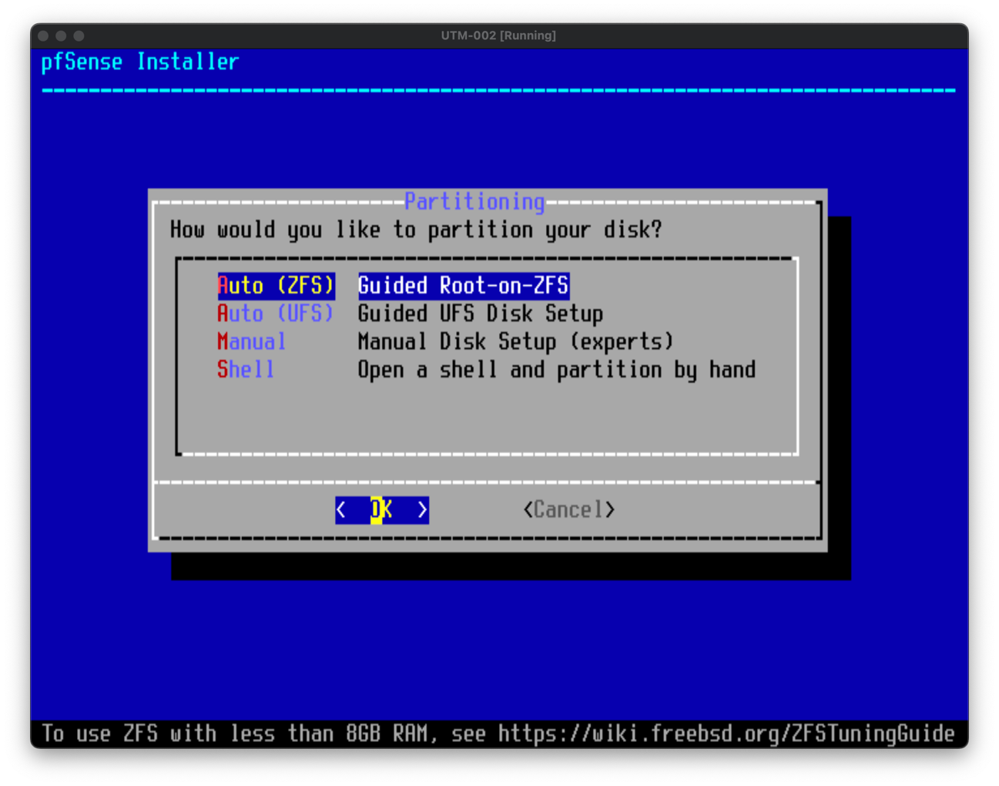 UTM-002 [Running]
pfSense Installer
Partitioning
How would you like to partition your disk?
Auto (ZFS) Guided Root-on-ZFS
Auto (UFS) Guided UFS Disk Setup
Manual Manual Disk Setup (experts)
Shell Open a shell and partition by hand
< OK > <Cancel>
To use ZFS with less than 8GB RAM, see https://wiki.freebsd.org/ZFSTuningGuide